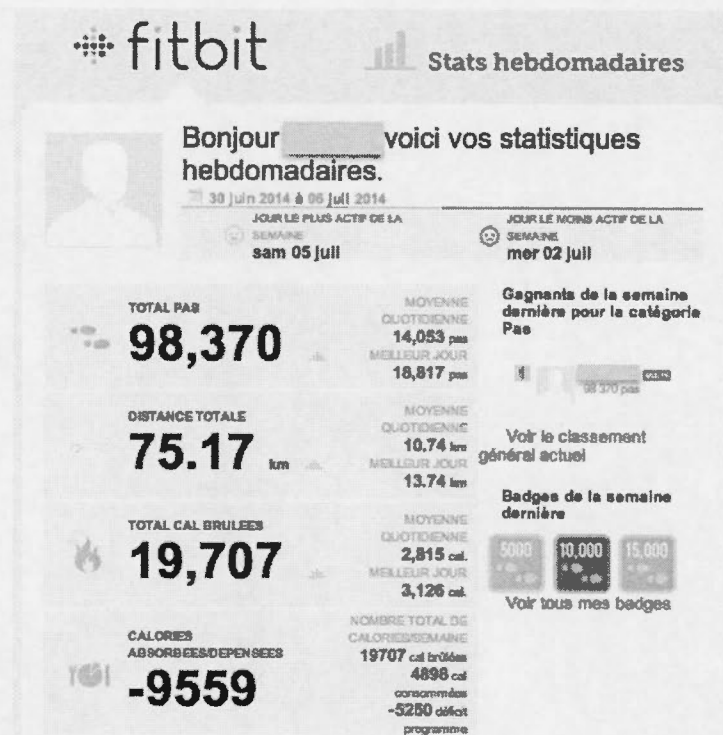 fitbit
Stats hebdomadaires
Bonjour voici vos statistiques
hebdomadaires.
30 juin 2014 à 06 juil 2014
JOUR LE PLUS ACTIF DE LA
SEMAINE
sam 05 juil
JOUR LE MOINS ACTIF DE LA
SEMAINE
mer 02 juil
TOTAL PAS
98,370
MOYENNE
QUOTIDIENNE
14,053 pas
MEILLEUR JOUR
18,817 pas
DISTANCE TOTALE
75.17 km
MOYENNE
QUOTIDIENNE
10,74 km
MEILLEUR JOUR
13.74 km
TOTAL CAL BRULEES
19,707
MOYENNE
QUOTIDIENNE
2,815 cal.
MEILLEUR JOUR
3,126 cal.
CALORIES
ABSORBEES/DEPENSEES
-9559
NOMBRE TOTAL DE
CALORIES/SEMAINE
19707 cal brûlées
4898 cal
consommées
-5250 déficit
programme
Gagnants de la semaine
dernière pour la catégorie
Pas
98 370 pas
Voir le classement
général actuel
Badges de la semaine
dernière
5000
10,000
15,000
Voir tous mes badges